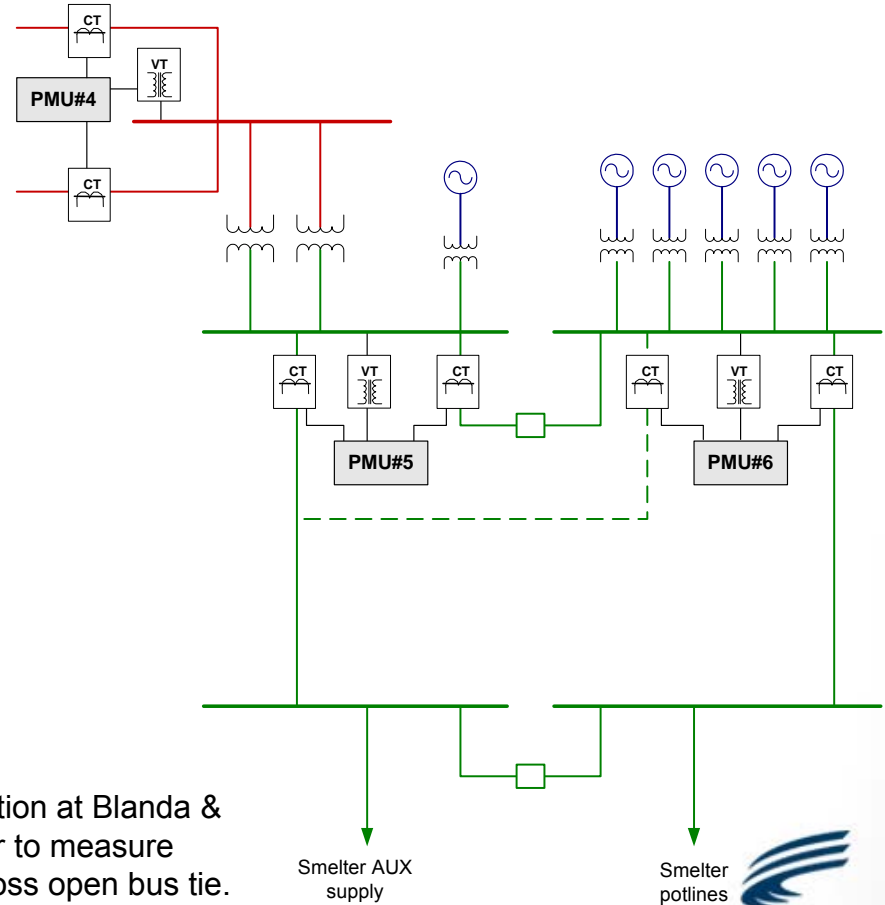 CT
VT
PMU#4
CT
CT
VT
CT
CT
VT
CT
PMU#5
PMU#6
tion at Blanda &
r to measure
oss open bus tie.
Smelter AUX
supply
Smelter
potlines